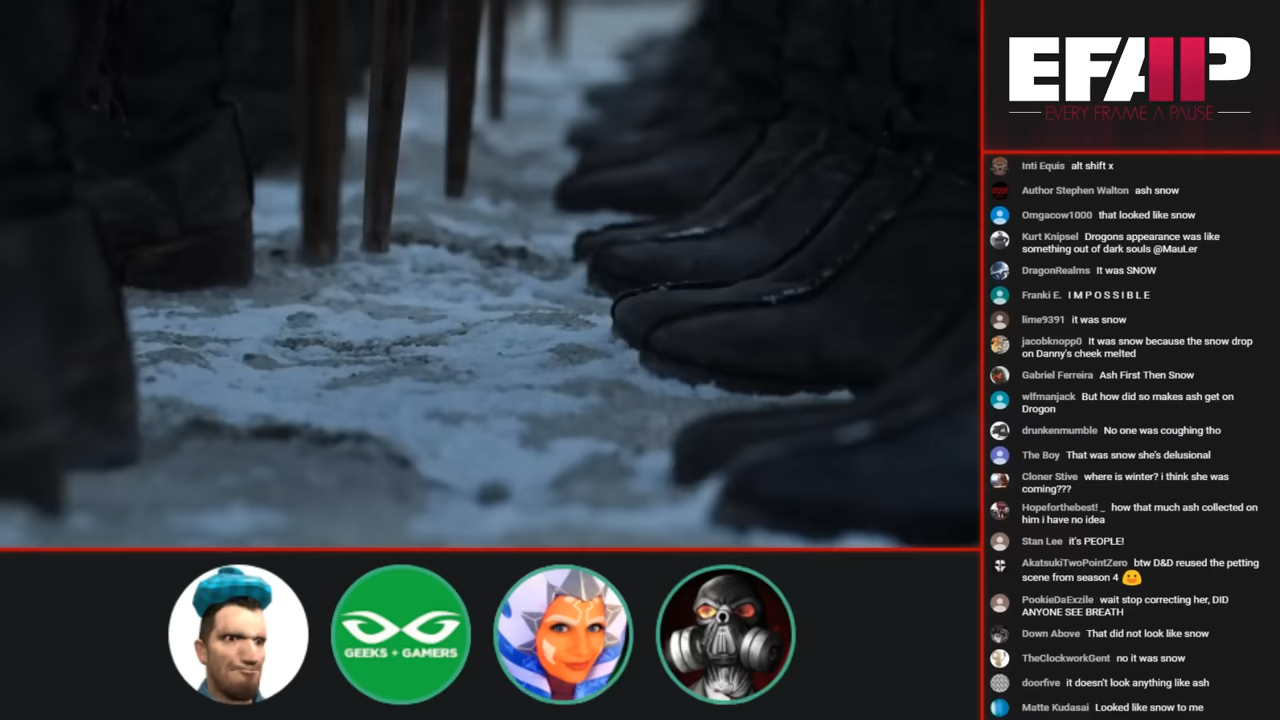 EFAP
EVERY FRAME A PAUSE
Inti Equis alt shift x
Author Stephen Walton ash snow
Omgacow1000 that looked like snow
Kurt Knipsel Drogons appearance was like
something out of dark souls @MauLer
DragonRealms It was SNOW
Franki E. I M P O S S I B L E
lime9391 it was snow
jacobknopp0 It was snow because the snow drop
on Danny's cheek melted
Gabriel Ferreira Ash First Then Snow
wlfmanjack But how did so makes ash get on
Drogon
drunkenmumble No one was coughing tho
The Boy That was snow she's delusional
Cloner Stive where is winter? i think she was
coming???
Hopeforthebest! _ how that much ash collected on
him i have no idea
Stan Lee it's PEOPLE!
AkatsukiTwoPointZero btw D&D reused the petting
scene from season 4
PookieDaExzile wait stop correcting her, DID
ANYONE SEE BREATH
Down Above That did not look like snow
TheClockworkGent no it was snow
doorfive it doesn't look anything like ash
Matte Kudasai Looked like snow to me
GEEKS + GAMERS